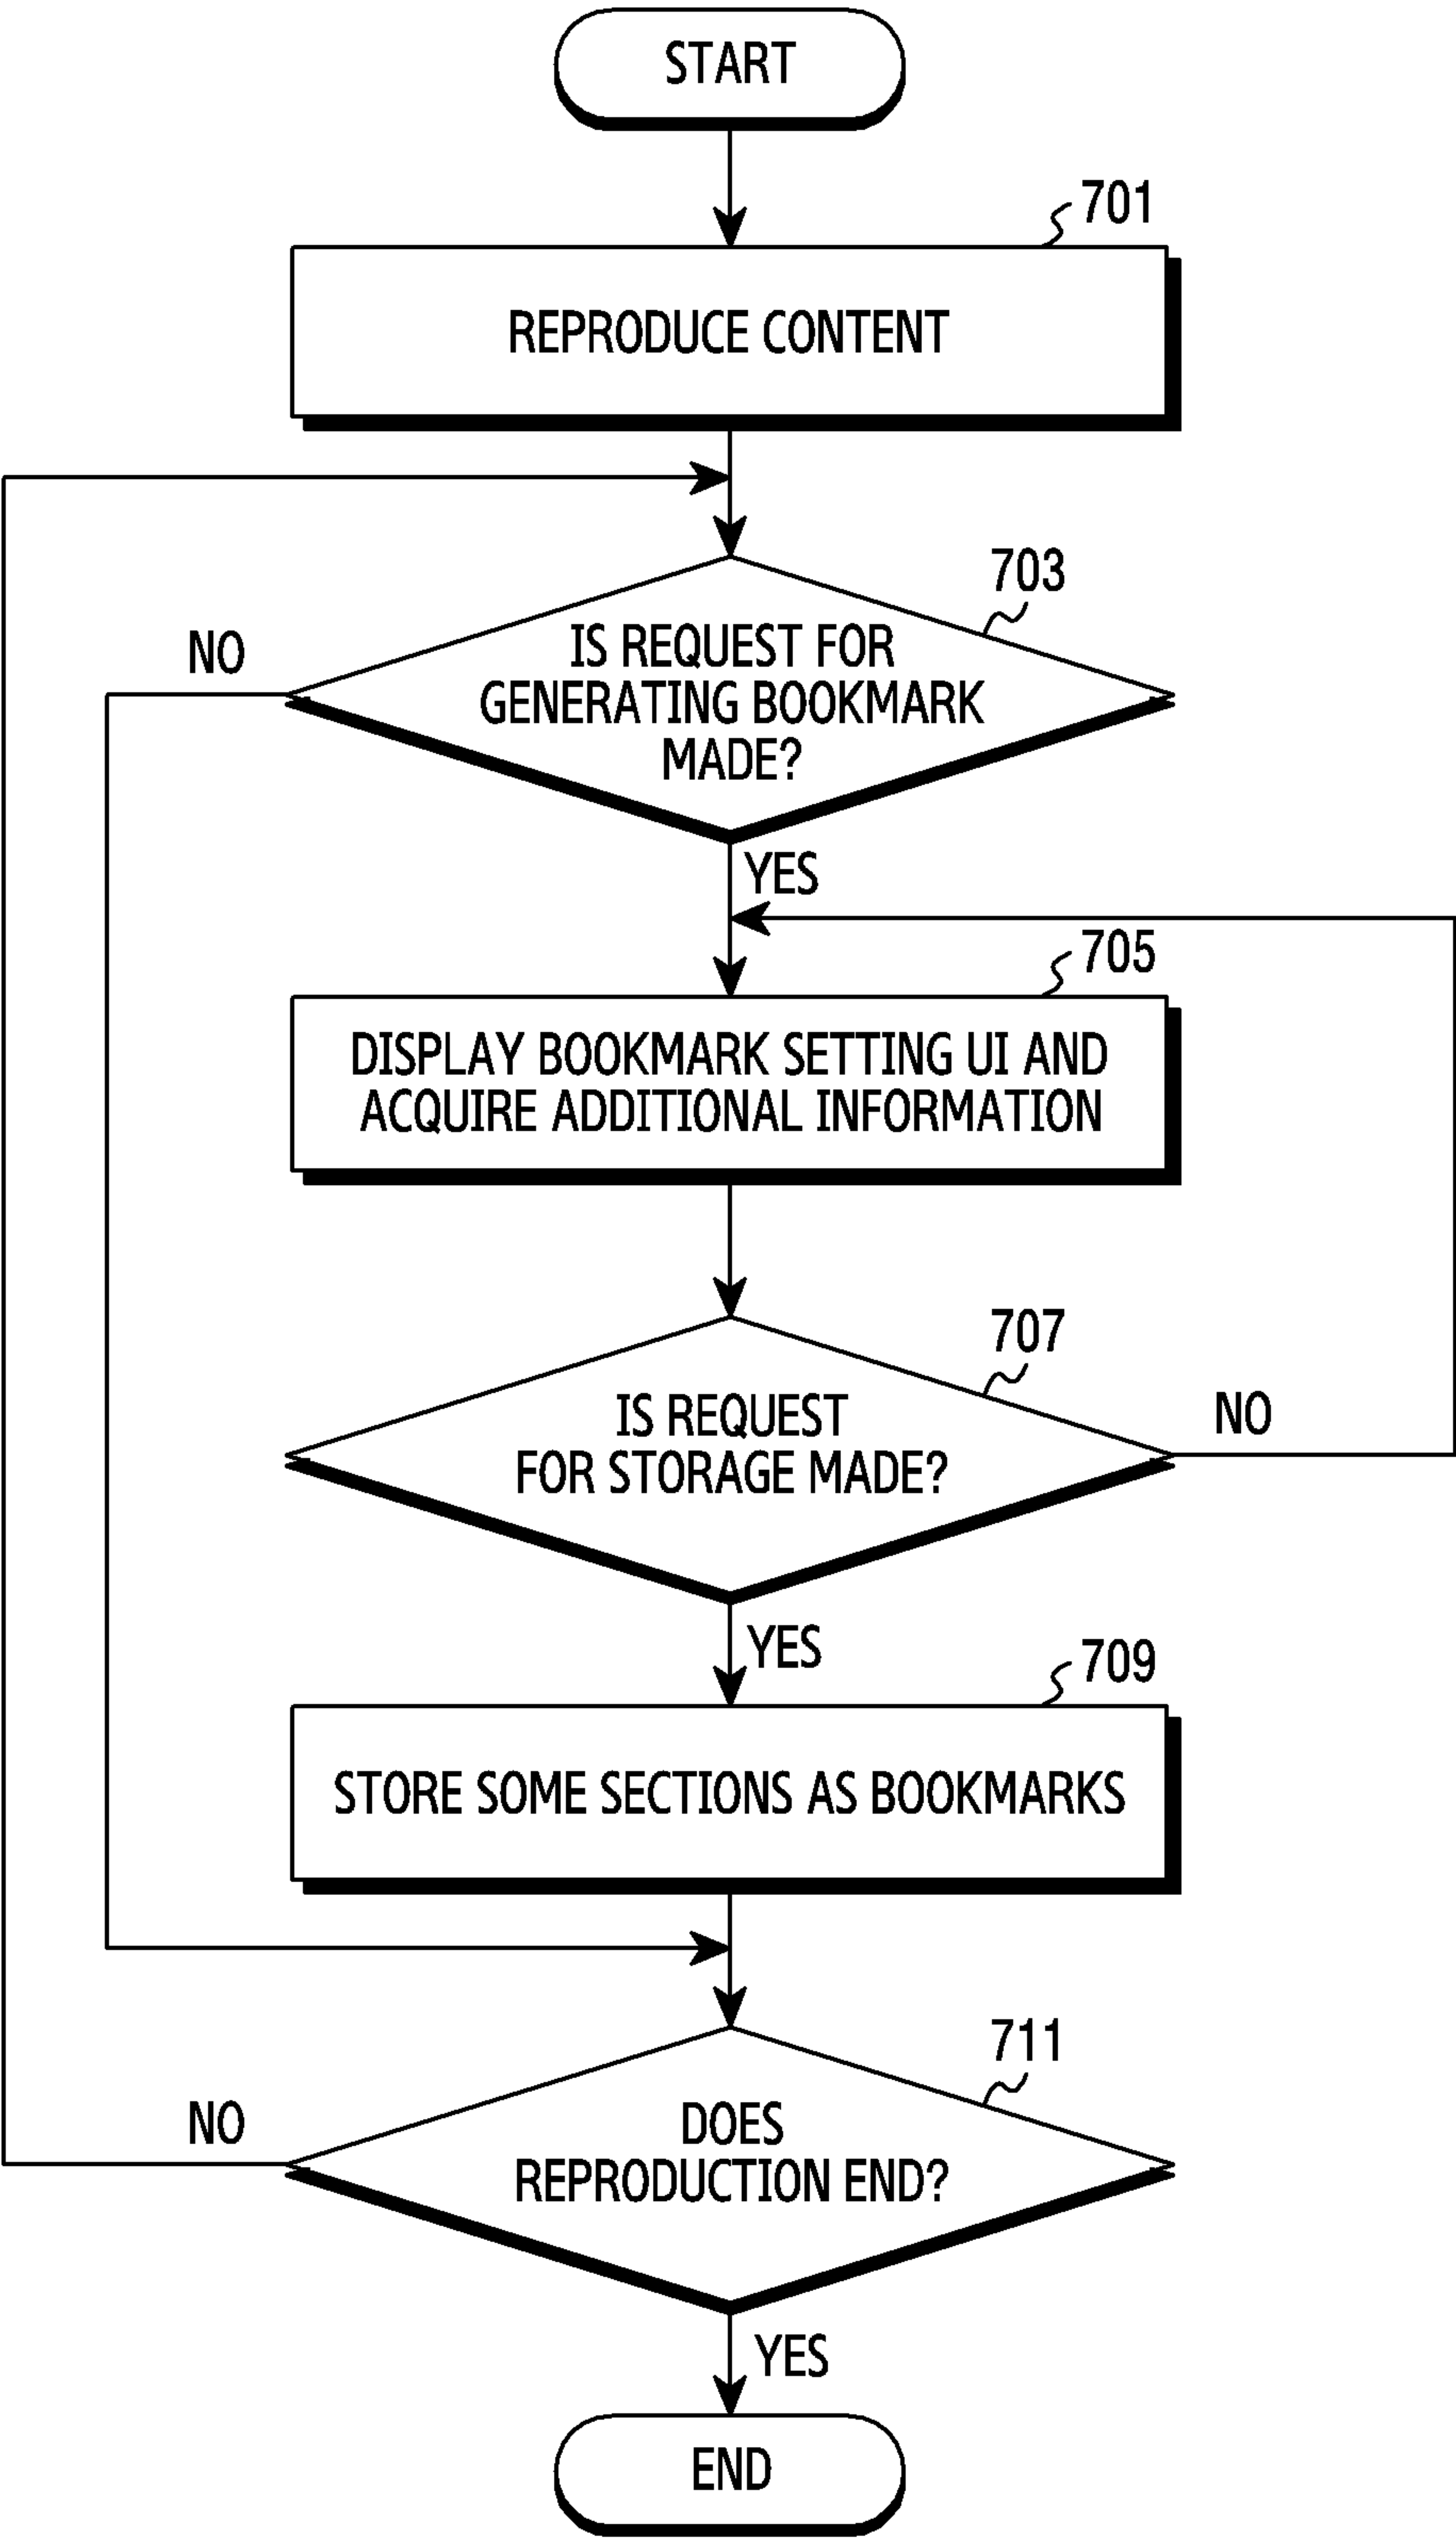 START
701
REPRODUCE CONTENT
703
NO
IS REQUEST FOR
GENERATING BOOKMARK
MADE?
YES
705
DISPLAY BOOKMARK SETTING UI AND
ACQUIRE ADDITIONAL INFORMATION
707
IS REQUEST
FOR STORAGE MADE?
NO
YES
709
STORE SOME SECTIONS AS BOOKMARKS
711
NO
DOES
REPRODUCTION END?
YES
END